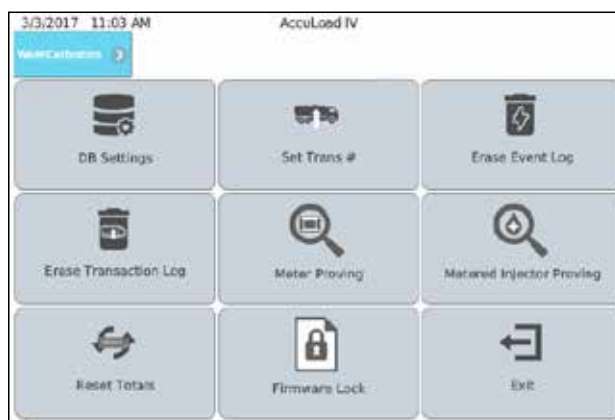 3/3/2017 11:03 AM AccuLoad IV
DB Settings Set Trans # Erase Event Log
Erase Transaction Log Meter Proving Metered Injector Proving
Reset Totals Firmware Lock Exit